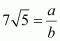 7√5 = a/b